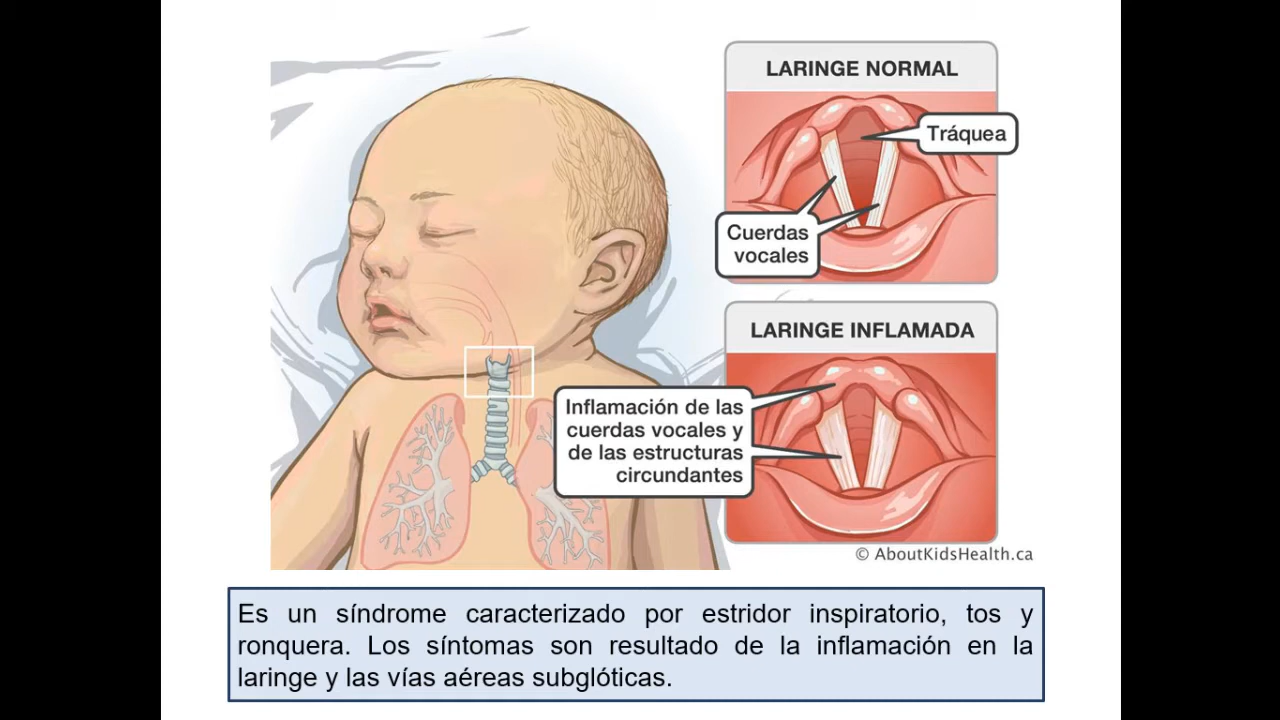 LARINGE NORMAL
Tráquea
Cuerdas
vocales
LARINGE INFLAMADA
Inflamación de las
cuerdas vocales y
de las estructuras
circundantes
© AboutKidsHealth.ca
Es un síndrome caracterizado por estridor inspiratorio, tos y
ronquera. Los síntomas son resultado de la inflamación en la
laringe y las vías aéreas subglóticas.